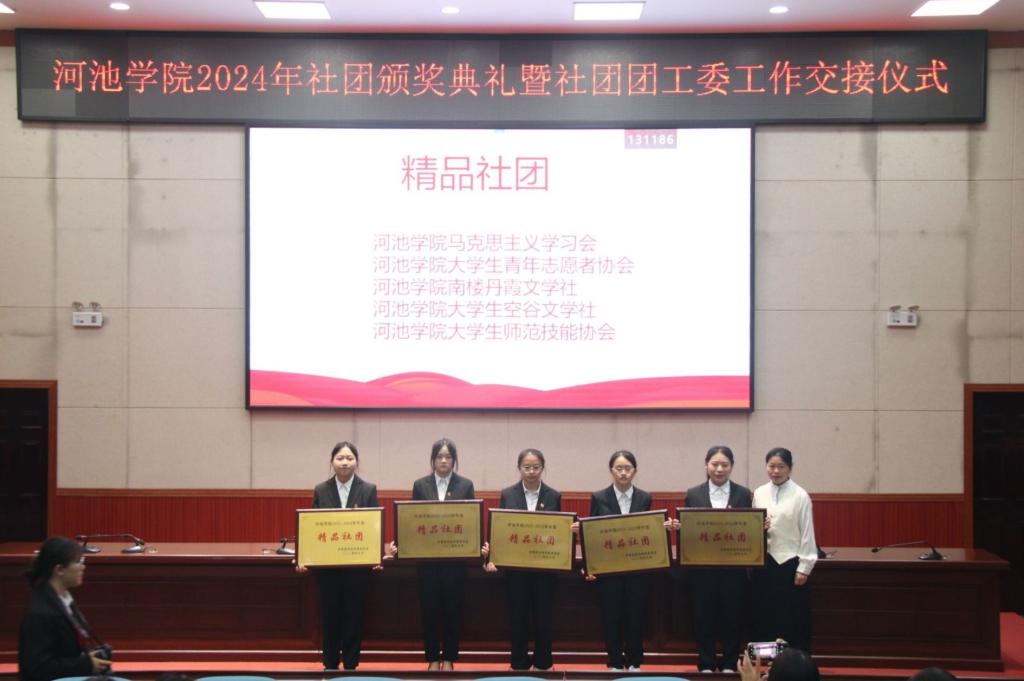 河池学院2024年社团颁奖典礼暨社团团工委工作交接仪式
131186
精品社团
河池学院马克思主义学习会
河池学院大学生青年志愿者协会
河池学院南楼丹霞文学社
河池学院大学生空谷文学社
河池学院大学生师范技能协会
精品社团
精品社团
精品社团
精品社团
精品社团